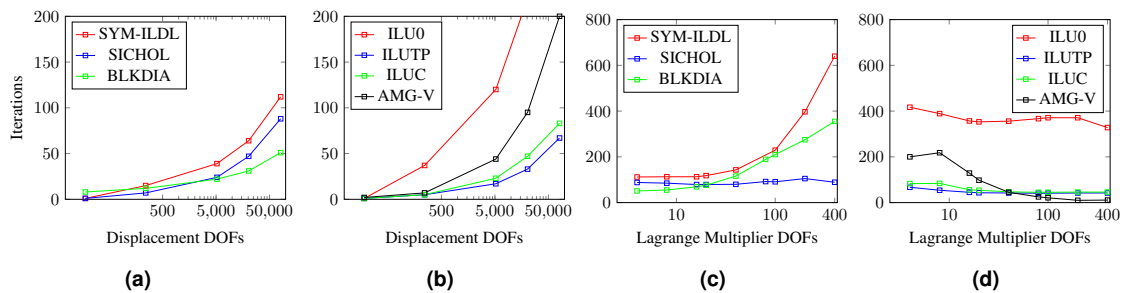 200
150
100
50
0
Iterations
SYM-ILDL
SICHOL
BLKDIA
500
5,000
50,000
Displacement DOFs
(a)
200
150
100
50
0
ILU0
ILUTP
ILUC
AMG-V
500
5,000
50,000
Displacement DOFs
(b)
800
600
400
200
0
SYM-ILDL
SICHOL
BLKDIA
10
100
400
Lagrange Multiplier DOFs
(c)
800
600
400
200
0
ILU0
ILUTP
ILUC
AMG-V
10
100
400
Lagrange Multiplier DOFs
(d)